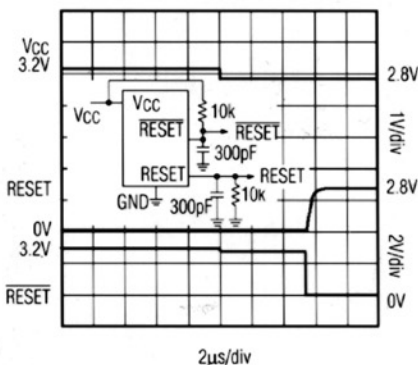 VCC
3.2V
2.8V
VCC
VCC
10k
RESET
RESET
300pF
1V/div
RESET
RESET
GND
300pF
10k
RESET
2.8V
0V
3.2V
2V/div
RESET
0V
2µs/div